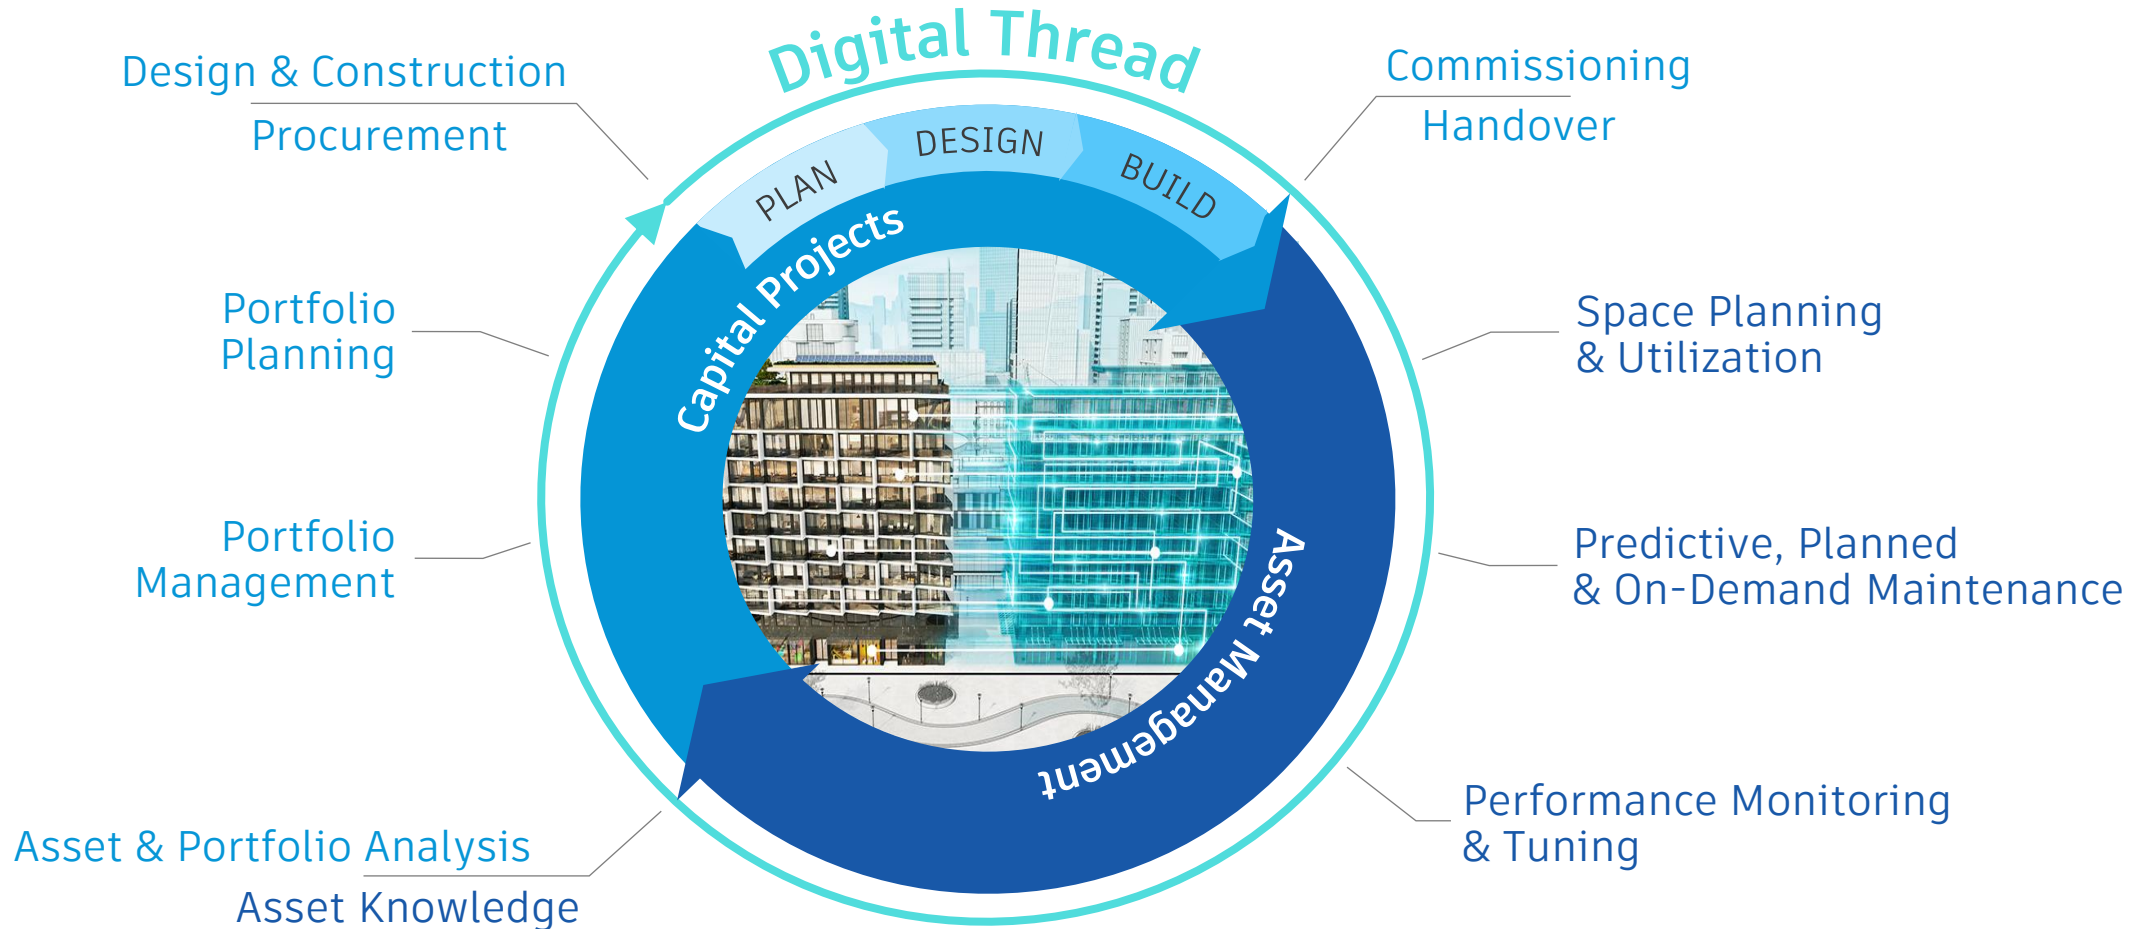 Digital Thread
Design & Construction
Procurement
Commissioning
Handover
PLAN
DESIGN
BUILD
Capital Projects
Portfolio
Planning
Space Planning
& Utilization
Portfolio
Management
Predictive, Planned
& On-Demand Maintenance
Asset Management
Performance Monitoring
& Tuning
Asset & Portfolio Analysis
Asset Knowledge